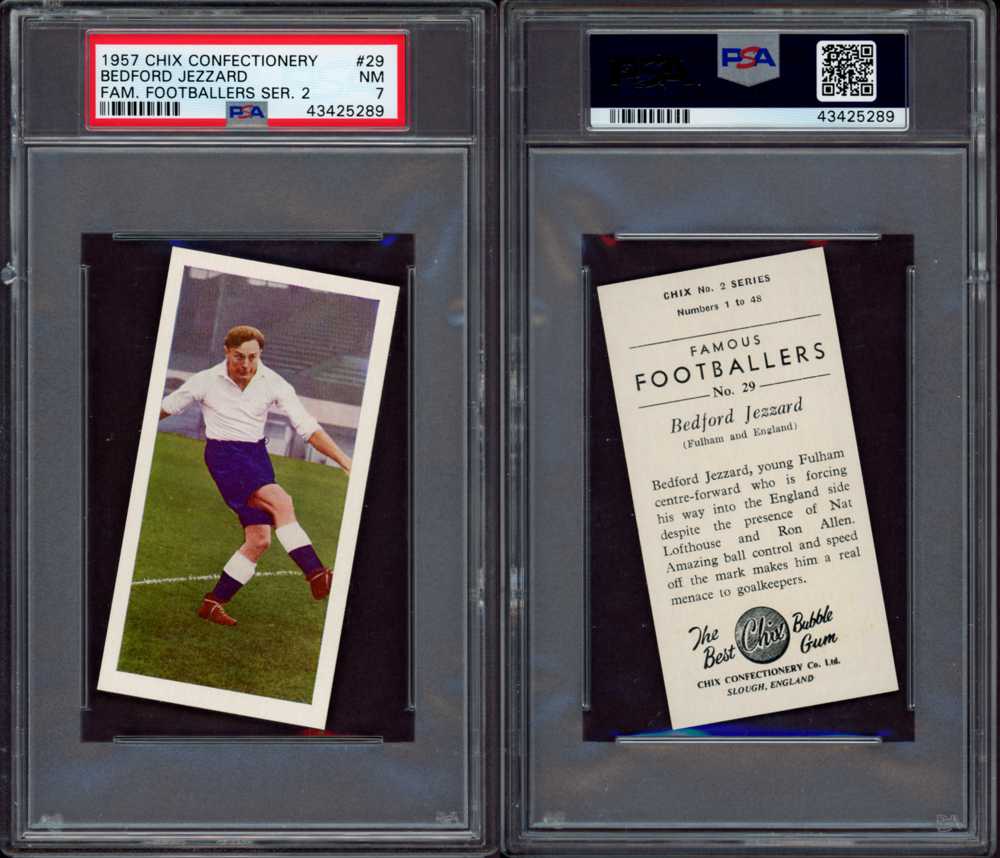 1957 CHIX CONFECTIONERY #29
BEDFORD JEZZARD NM
FAM. FOOTBALLERS SER. 2 7
PSA 43425289
PSA
PSA
43425289
CHIX No. 2 SERIES
Numbers 1 to 48
FAMOUS
FOOTBALLERS
No. 29
Bedford Jezzard
(Fulham and England)
Bedford Jezzard, young Fulham
centre-forward who is forcing
his way into the England side
despite the presence of Nat
Lofthouse and Ron Allen.
Amazing ball control and speed
off the mark makes him a real
menace to goalkeepers.
The Best Chix Bubble Gum
CHIX CONFECTIONERY Co. Ltd.
SLOUGH, ENGLAND